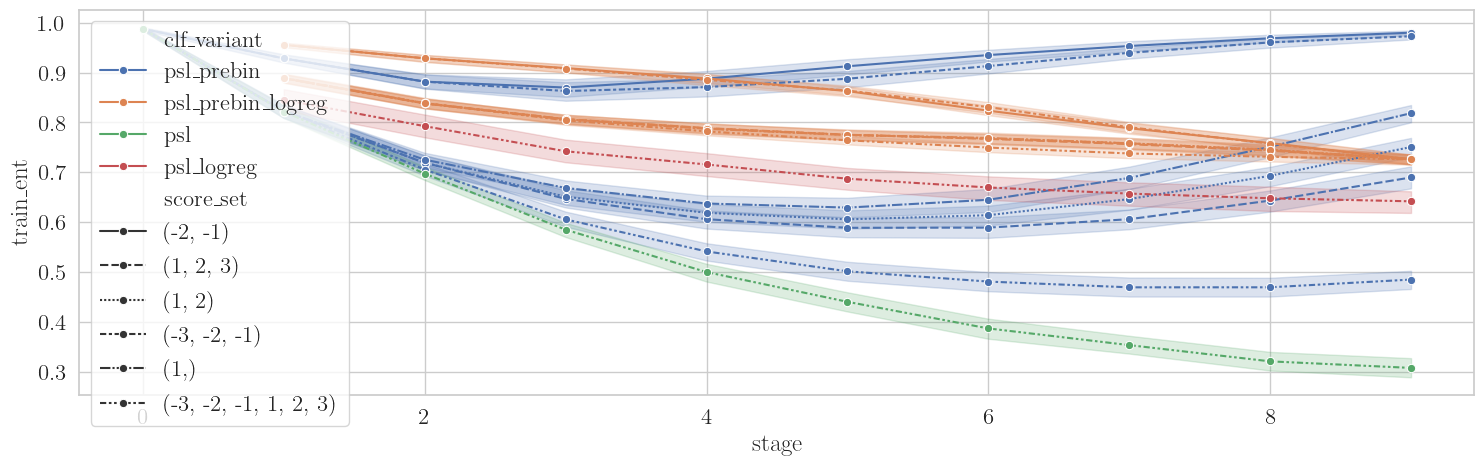 1.0
0.9
0.8
0.7
0.6
0.5
0.4
0.3
train_ent
clf_variant
psl_prebin
psl_prebin_logreg
psl
psl_logreg
score_set
(-2, -1)
(1, 2, 3)
(1, 2)
(-3, -2, -1)
(1,)
(-3, -2, -1, 1, 2, 3)
0
2
4
6
8
stage